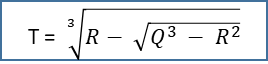 T = ∛(R − √(Q³ − R²))